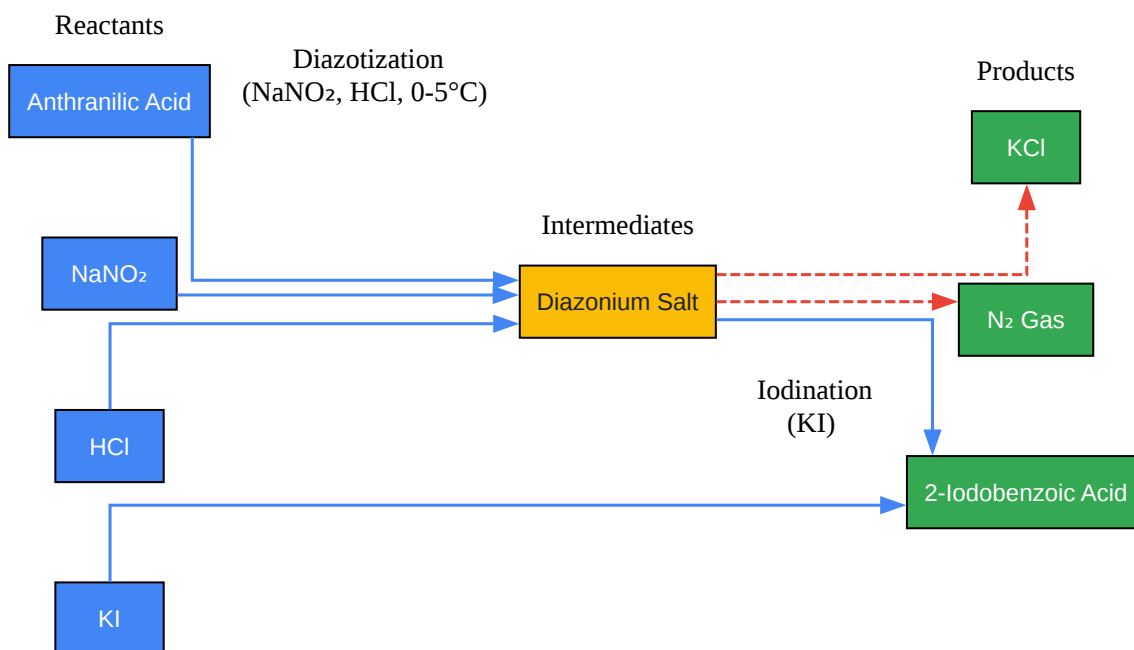 Reactants
Anthranilic Acid
Diazotization
(NaNO₂, HCl, 0-5°C)
Products
KCl
Intermediates
NaNO₂
Diazonium Salt
N₂ Gas
Iodination
(KI)
HCl
2-Iodobenzoic Acid
KI